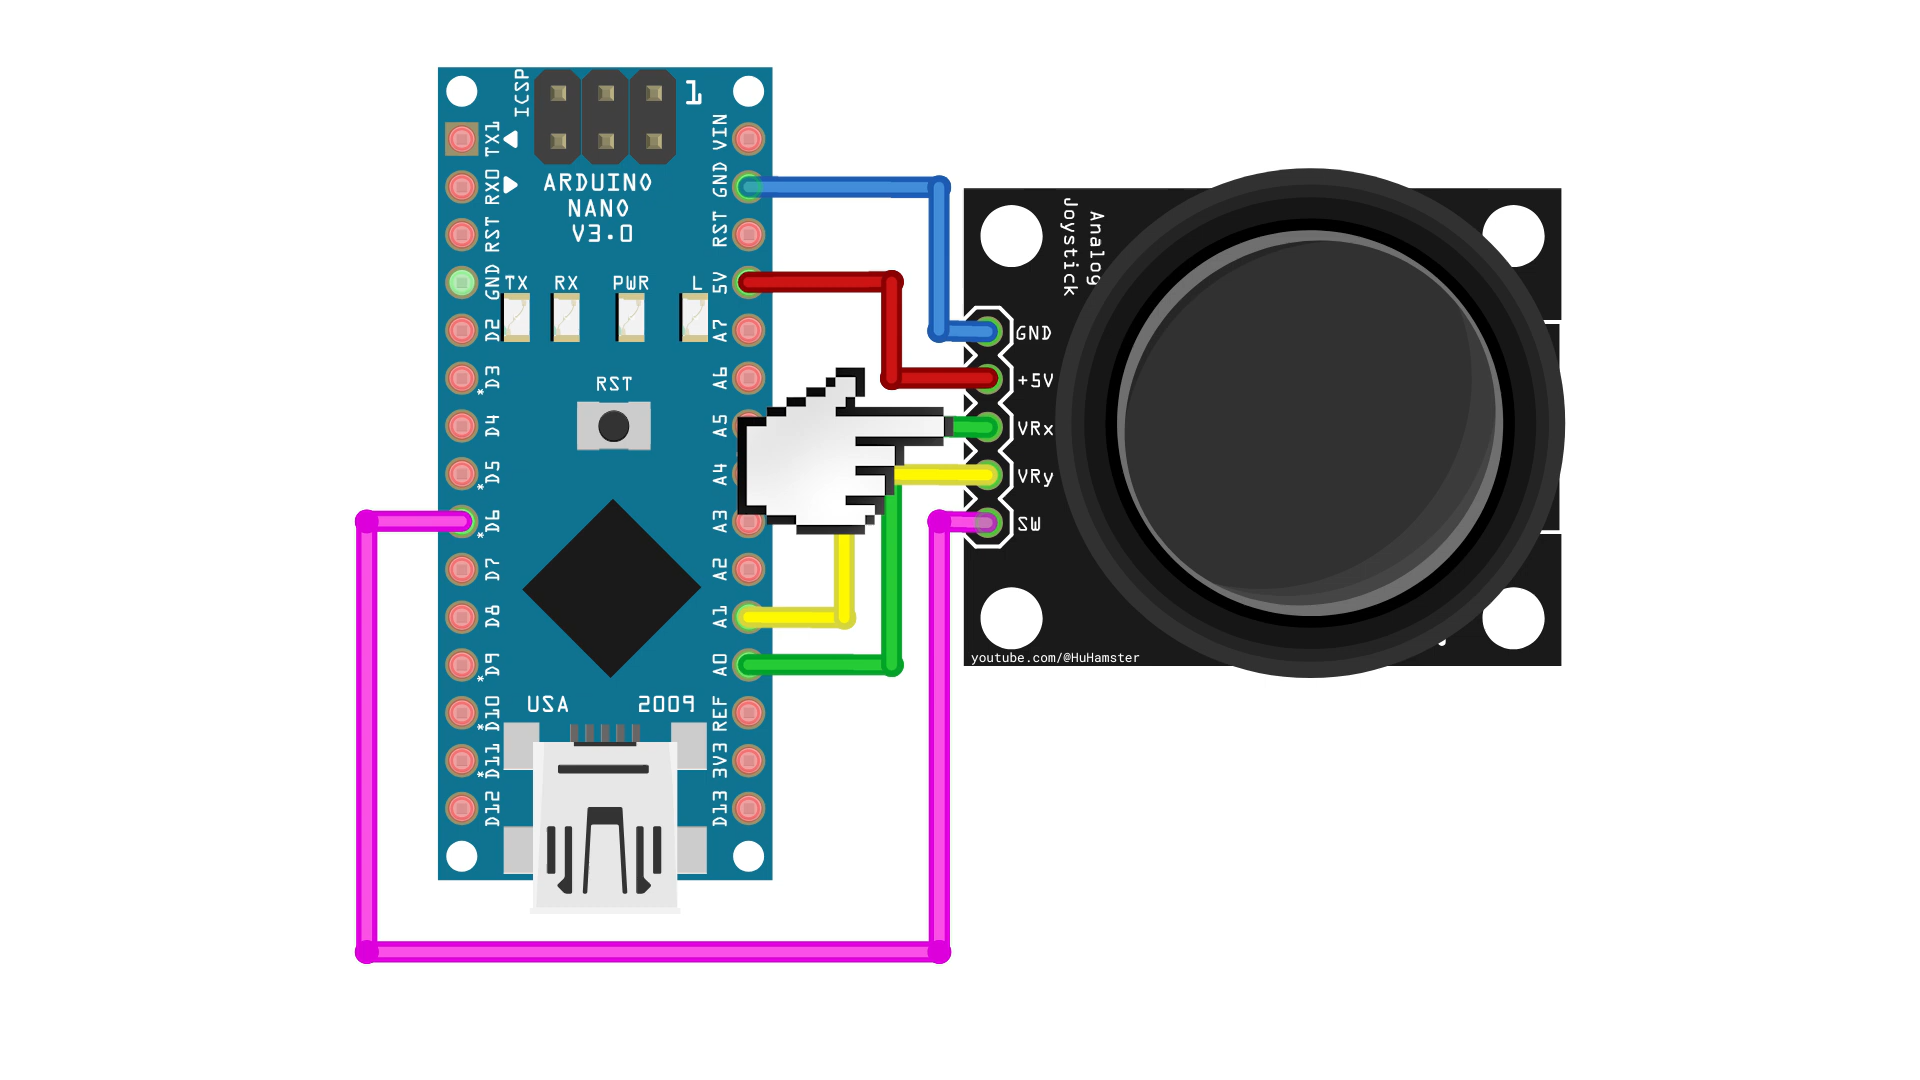 ICSP
1
TX1
RX0
RST
GND
D2
*D3
D4
*D5
*D6
D7
D8
*D9
*D10
*D11
D12
ARDUINO
NANO
V3.0
TX RX PWR L
RST
USA 2009
VIN
GND
RST
5V
A7
A6
A5
A4
A3
A2
A1
A0
REF
3V3
D13
Analog
Joystick
GND
+5V
VRx
VRy
SW
youtube.com/@HuHamster